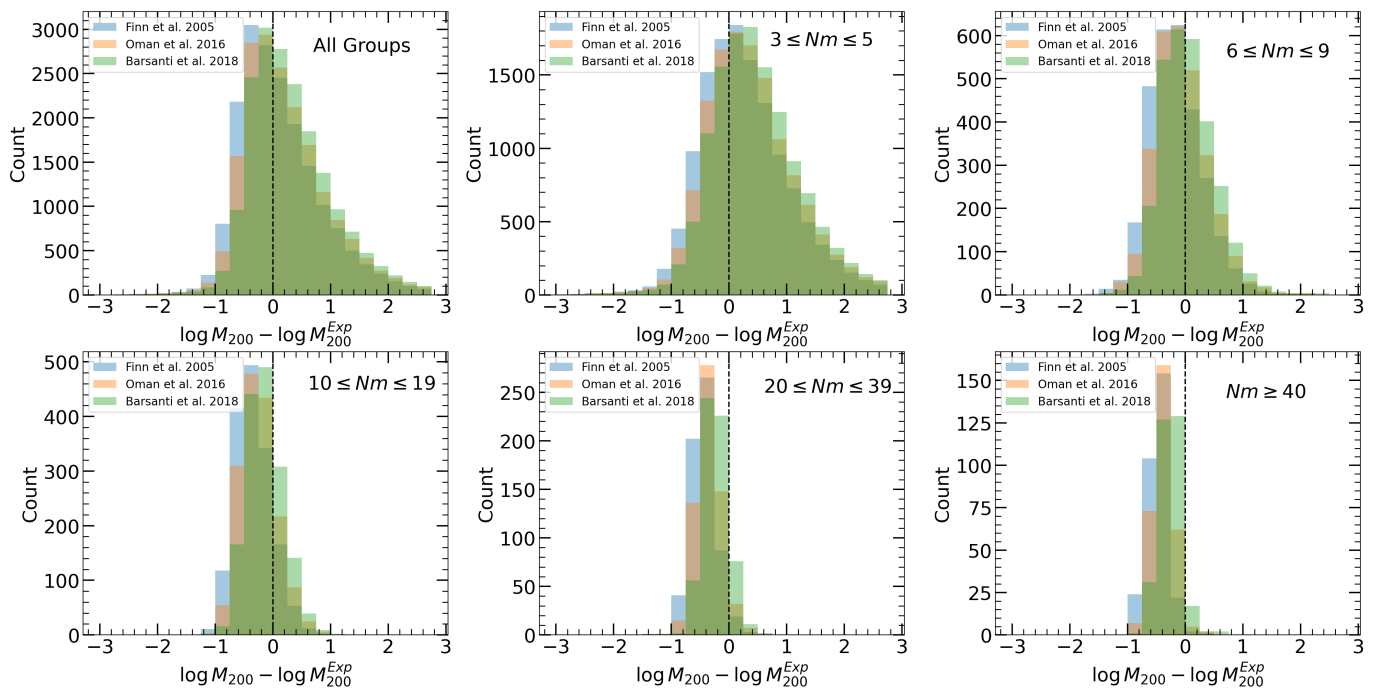 Finn et al. 2005
Oman et al. 2016
Barsanti et al. 2018
All Groups
3000
2500
2000
1500
1000
500
0
Count
−3 −2 −1 0 1 2 3
log M₂₀₀ − log M₂₀₀^Exp
Finn et al. 2005
Oman et al. 2016
Barsanti et al. 2018
3 ≤ Nm ≤ 5
1500
1000
500
0
Count
−3 −2 −1 0 1 2 3
log M₂₀₀ − log M₂₀₀^Exp
Finn et al. 2005
Oman et al. 2016
Barsanti et al. 2018
6 ≤ Nm ≤ 9
600
500
400
300
200
100
0
Count
−3 −2 −1 0 1 2 3
log M₂₀₀ − log M₂₀₀^Exp
Finn et al. 2005
Oman et al. 2016
Barsanti et al. 2018
10 ≤ Nm ≤ 19
500
400
300
200
100
0
Count
−3 −2 −1 0 1 2 3
log M₂₀₀ − log M₂₀₀^Exp
Finn et al. 2005
Oman et al. 2016
Barsanti et al. 2018
20 ≤ Nm ≤ 39
250
200
150
100
50
0
Count
−3 −2 −1 0 1 2 3
log M₂₀₀ − log M₂₀₀^Exp
Finn et al. 2005
Oman et al. 2016
Barsanti et al. 2018
Nm ≥ 40
150
125
100
75
50
25
0
Count
−3 −2 −1 0 1 2 3
log M₂₀₀ − log M₂₀₀^Exp